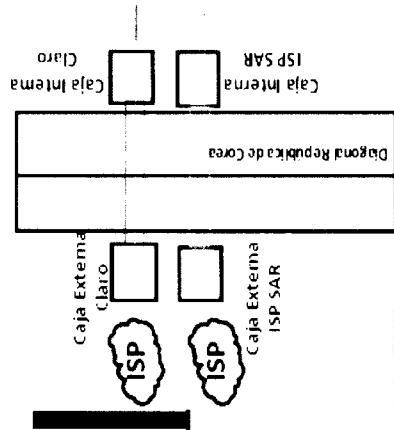 Caja Interna
Claro
Caja Interna
ISP SAR
Diagonal Republica de Corea
Caja Externa
Claro
Caja Externa
ISP SAR
ISP
ISP